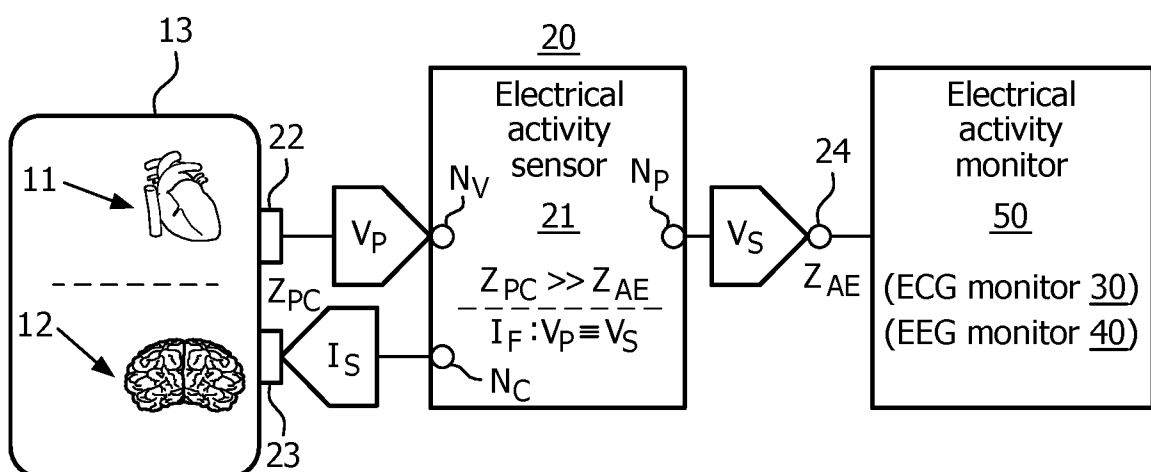 13
20
Electrical
activity
sensor
21
Electrical
activity
monitor
50
11
22
24
N_V
N_P
V_P
V_S
Z_PC
Z_PC >> Z_AE
Z_AE
(ECG monitor 30)
12
I_F : V_P ≡ V_S
(EEG monitor 40)
I_S
N_C
23